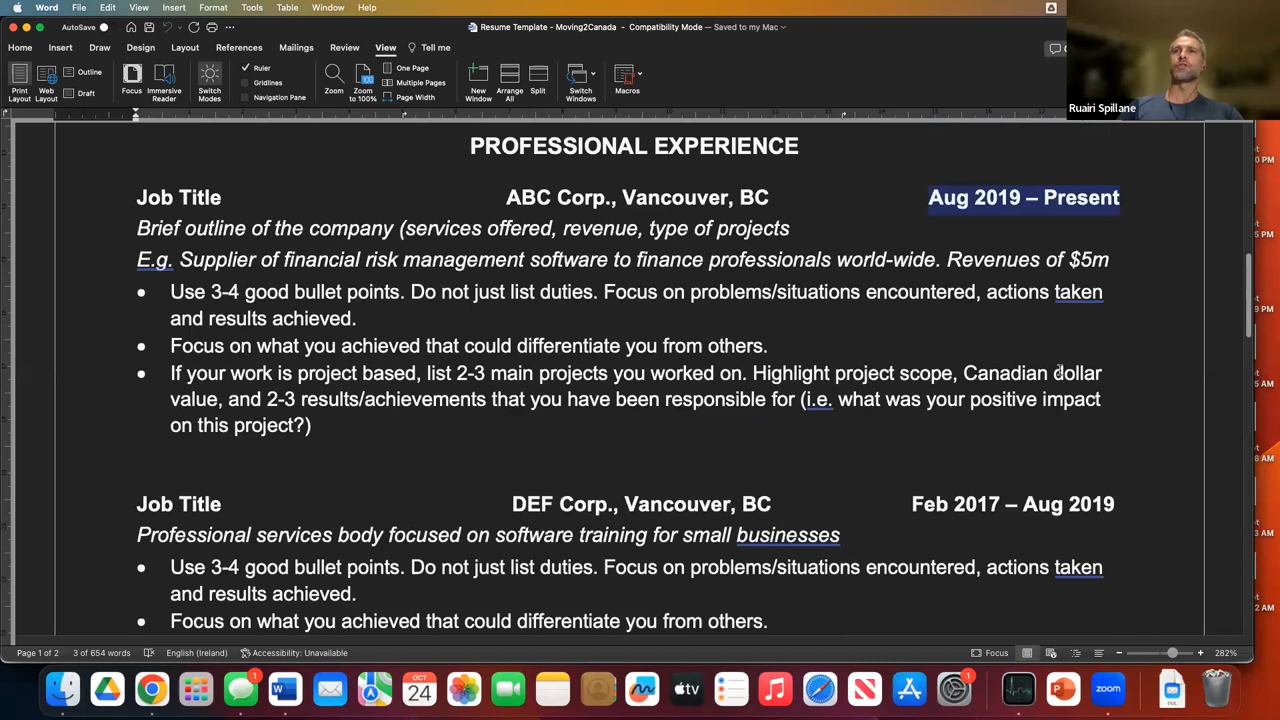 Word File Edit View Insert Format Tools Table Window Help
AutoSave Resume Template - Moving2Canada - Compatibility Mode — Saved to my Mac
Home Insert Draw Design Layout References Mailings Review View Tell me
Outline Ruler One Page
Gridlines Multiple Pages
Draft Navigation Pane Page Width
Print Layout Web Layout Focus Immersive Reader Switch Modes Zoom Zoom to 100% New Window Arrange All Split Switch Windows Macros
Ruairi Spillane
PROFESSIONAL EXPERIENCE
Job Title ABC Corp., Vancouver, BC Aug 2019 – Present
Brief outline of the company (services offered, revenue, type of projects
E.g. Supplier of financial risk management software to finance professionals world-wide. Revenues of $5m
• Use 3-4 good bullet points. Do not just list duties. Focus on problems/situations encountered, actions taken
and results achieved.
• Focus on what you achieved that could differentiate you from others.
• If your work is project based, list 2-3 main projects you worked on. Highlight project scope, Canadian dollar
value, and 2-3 results/achievements that you have been responsible for (i.e. what was your positive impact
on this project?)
Job Title DEF Corp., Vancouver, BC Feb 2017 – Aug 2019
Professional services body focused on software training for small businesses
• Use 3-4 good bullet points. Do not just list duties. Focus on problems/situations encountered, actions taken
and results achieved.
• Focus on what you achieved that could differentiate you from others.
Page 1 of 2 3 of 654 words English (Ireland) Accessibility: Unavailable Focus 282%
OCT
24
tv
zoom